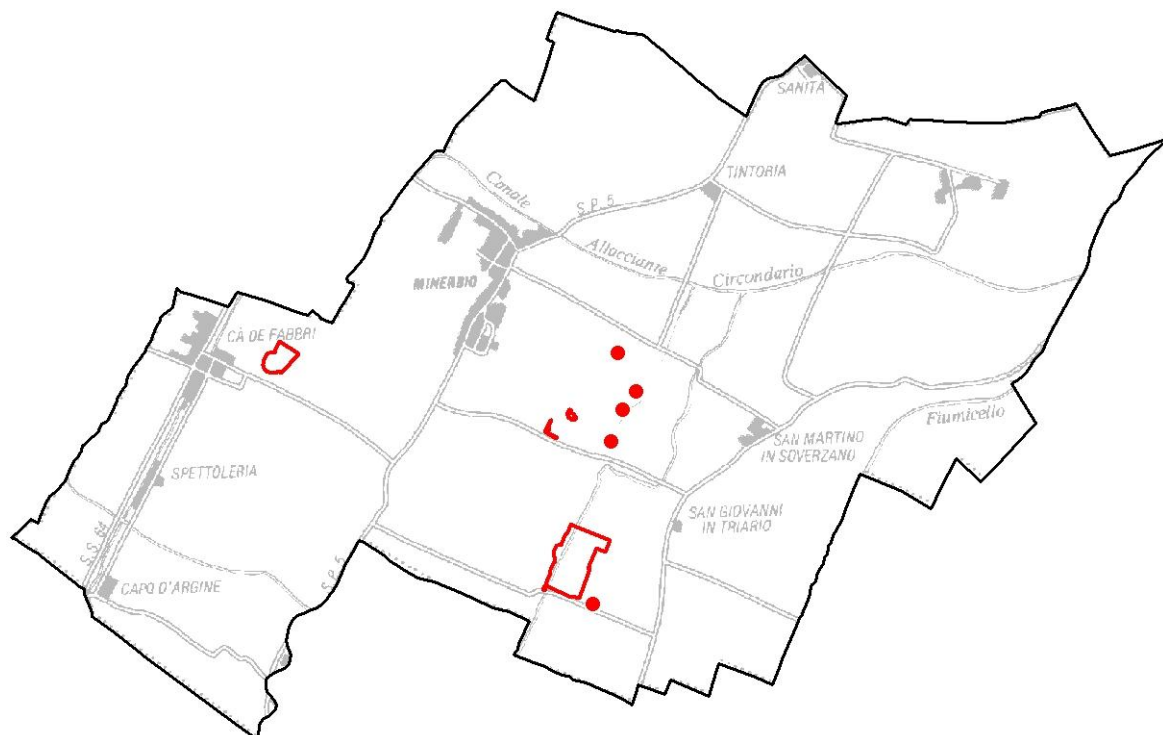 SANITÀ
TINTORIA
Canale
S.P. 5
Allacciante
Circondario
MINERBIO
CÀ DE FABBRI
Fiumicello
SAN MARTINO
IN SOVERZANO
SPETTOLERIA
SAN GIOVANNI
IN TRIARIO
S.S. 64
S.P. 5
CAPO D'ARGINE